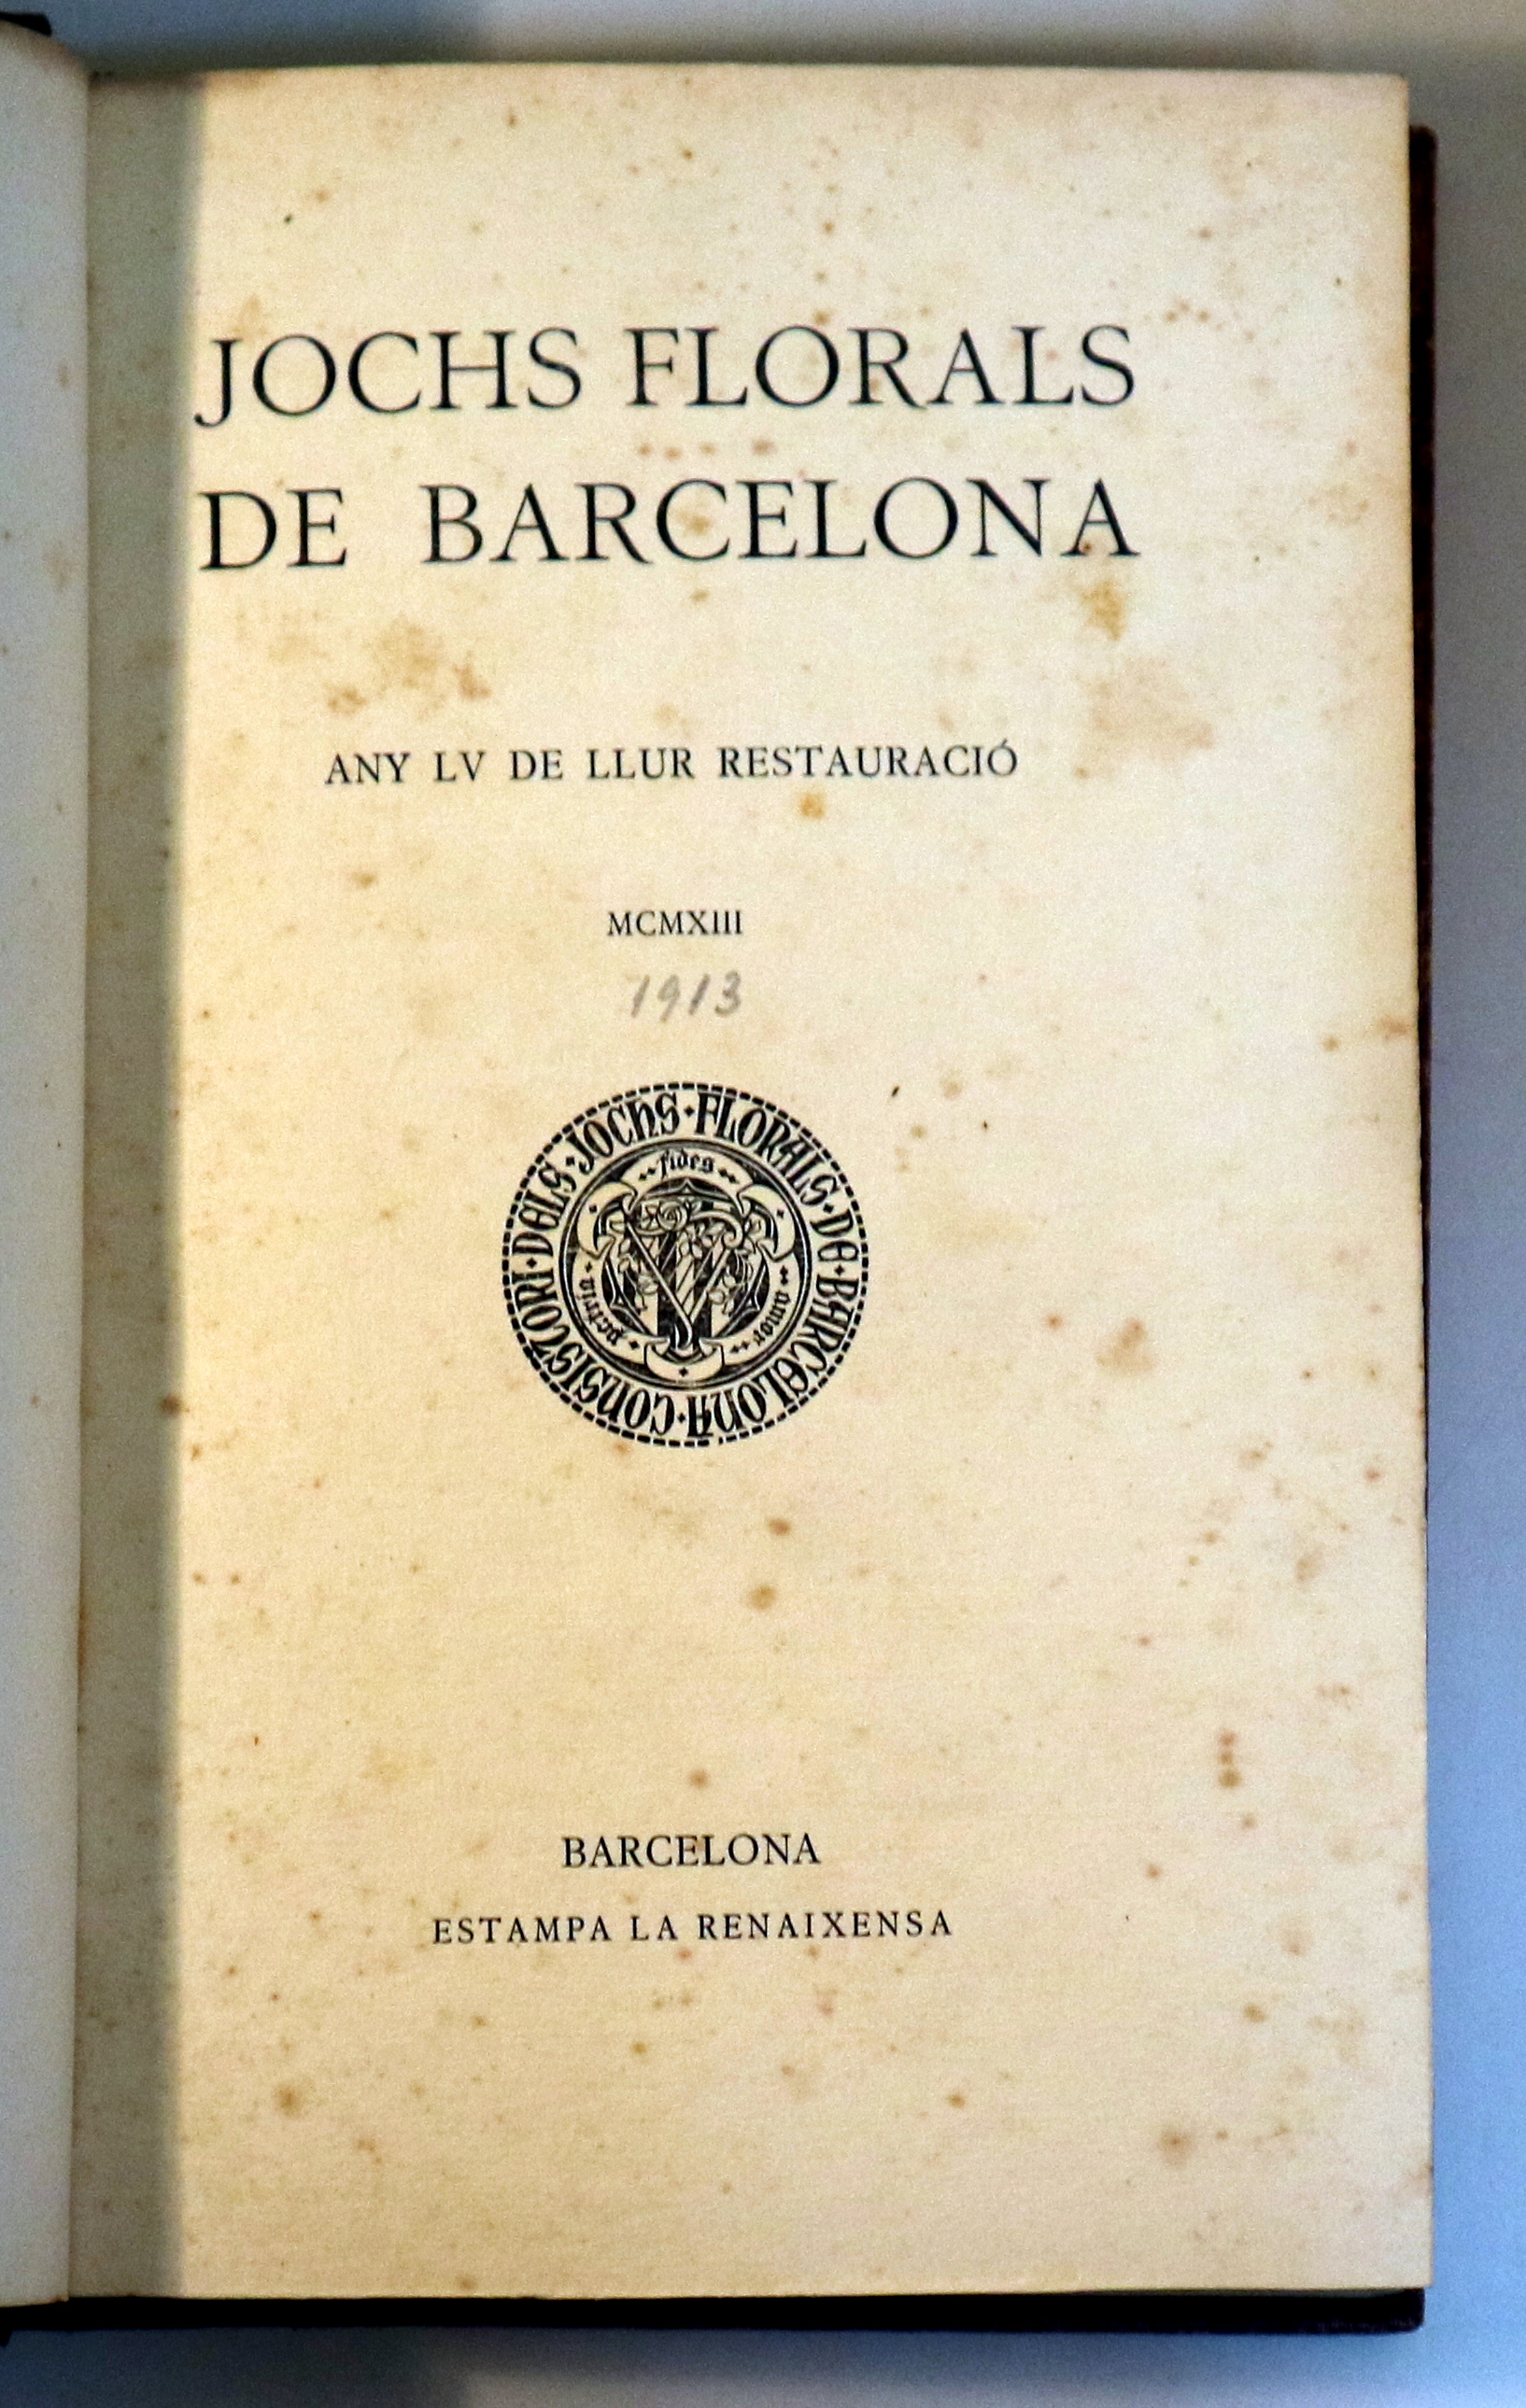 JOCHS FLORALS
DE BARCELONA
ANY LV DE LLUR RESTAURACIÓ
MCMXIII
1913
CONSISTORI · DELS · JOCHS · FLORALS · DE · BARCELONA
fides
amor
patria
BARCELONA
ESTAMPA LA RENAIXENSA